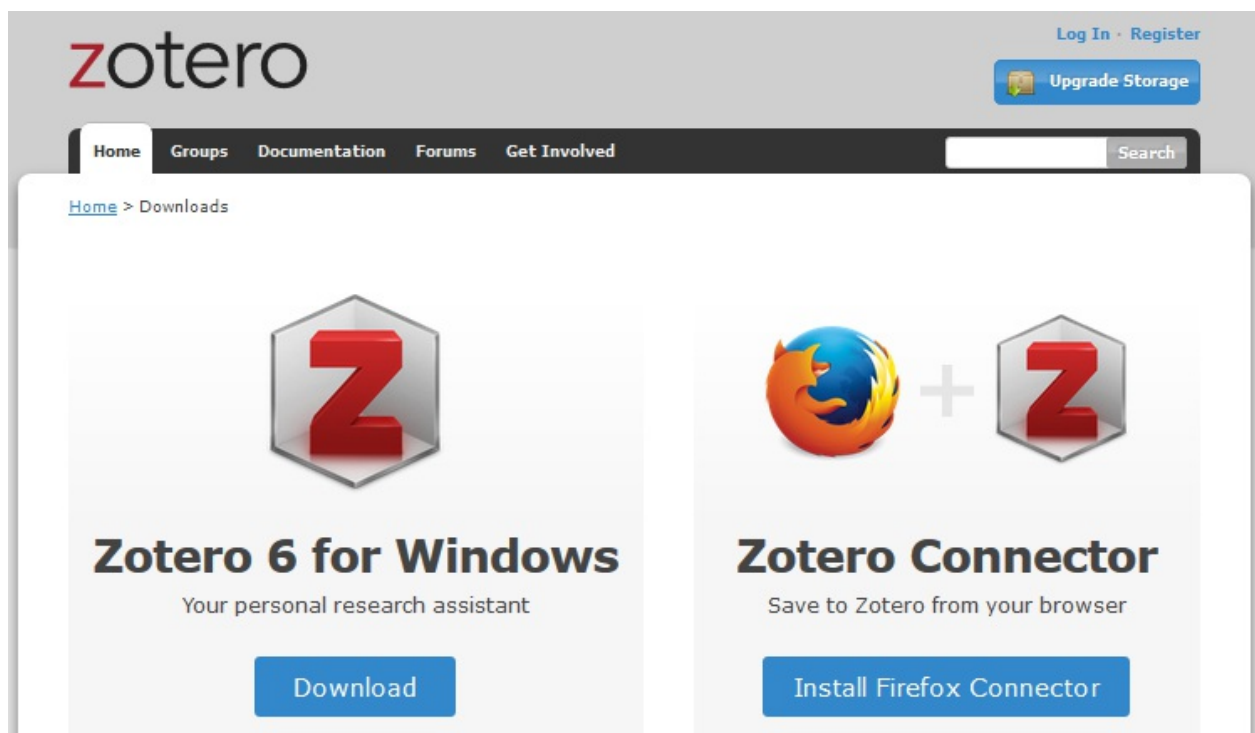 zotero
Log In · Register
Upgrade Storage
Home Groups Documentation Forums Get Involved
Search
Home > Downloads
Z
Z
Zotero 6 for Windows
Your personal research assistant
Download
+
Zotero Connector
Save to Zotero from your browser
Install Firefox Connector